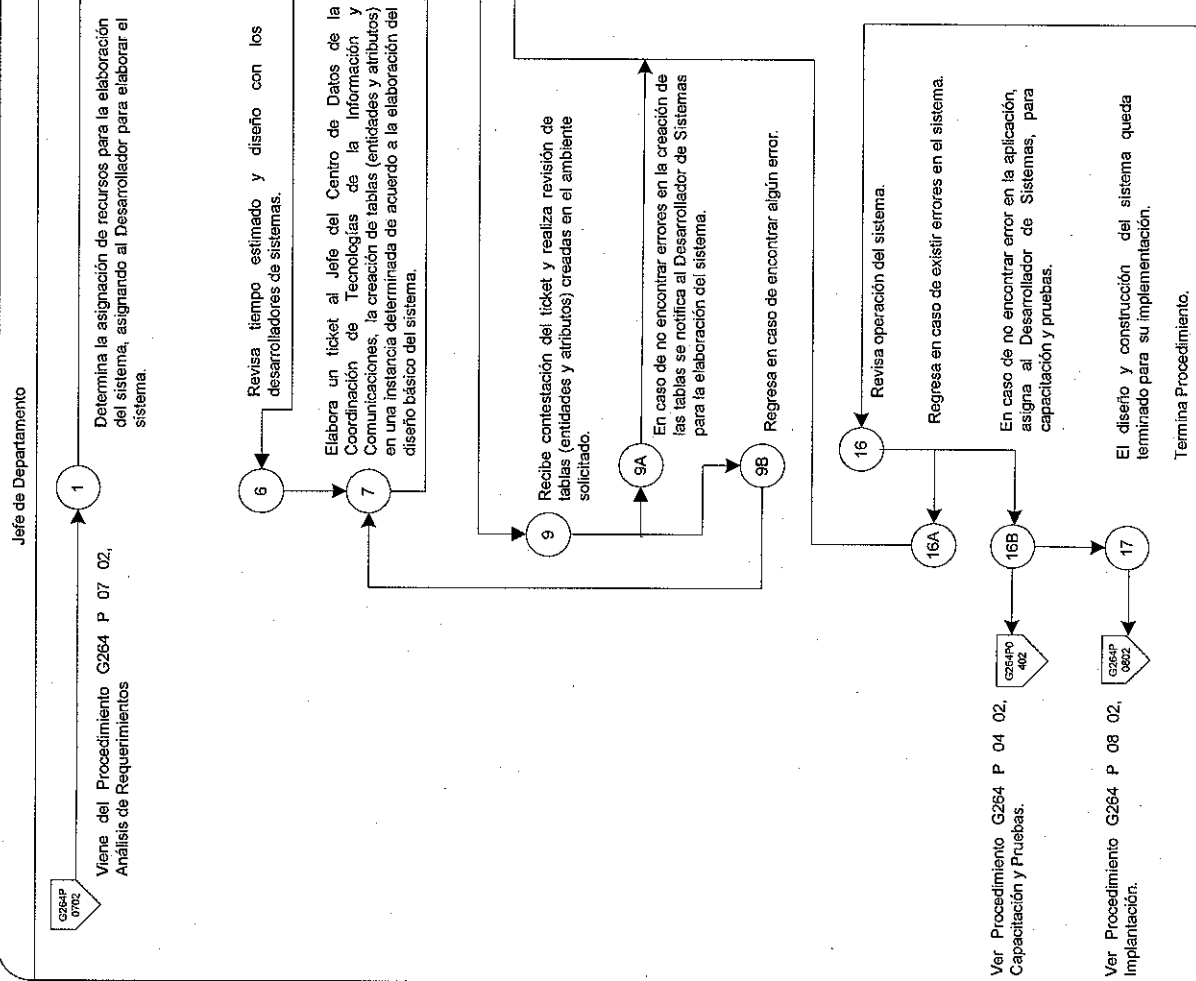 Jefe de Departamento
G264P
0702
Viene del Procedimiento G264 P 07 02,
Análisis de Requerimientos
1
Determina la asignación de recursos para la elaboración
del sistema, asignando al Desarrollador para elaborar el
sistema.
6
Revisa tiempo estimado y diseño con los
desarrolladores de sistemas.
7
Elabora un ticket al Jefe del Centro de Datos de la
Coordinación de Tecnologías de la Información y
Comunicaciones, la creación de tablas (entidades y atributos)
en una instancia determinada de acuerdo a la elaboración del
diseño básico del sistema.
9
Recibe contestación del ticket y realiza revisión de
tablas (entidades y atributos) creadas en el ambiente
solicitado.
9A
En caso de no encontrar errores en la creación de
las tablas se notifica al Desarrollador de Sistemas
para la elaboración del sistema.
9B
Regresa en caso de encontrar algún error.
16
Revisa operación del sistema.
16A
Regresa en caso de existir errores en el sistema.
16B
En caso de no encontrar error en la aplicación,
asigna al Desarrollador de Sistemas, para
capacitación y pruebas.
G264P0
402
Ver Procedimiento G264 P 04 02,
Capacitación y Pruebas.
17
El diseño y construcción del sistema queda
terminado para su implementación.
G264P
0802
Ver Procedimiento G264 P 08 02,
Implantación.
Termina Procedimiento.